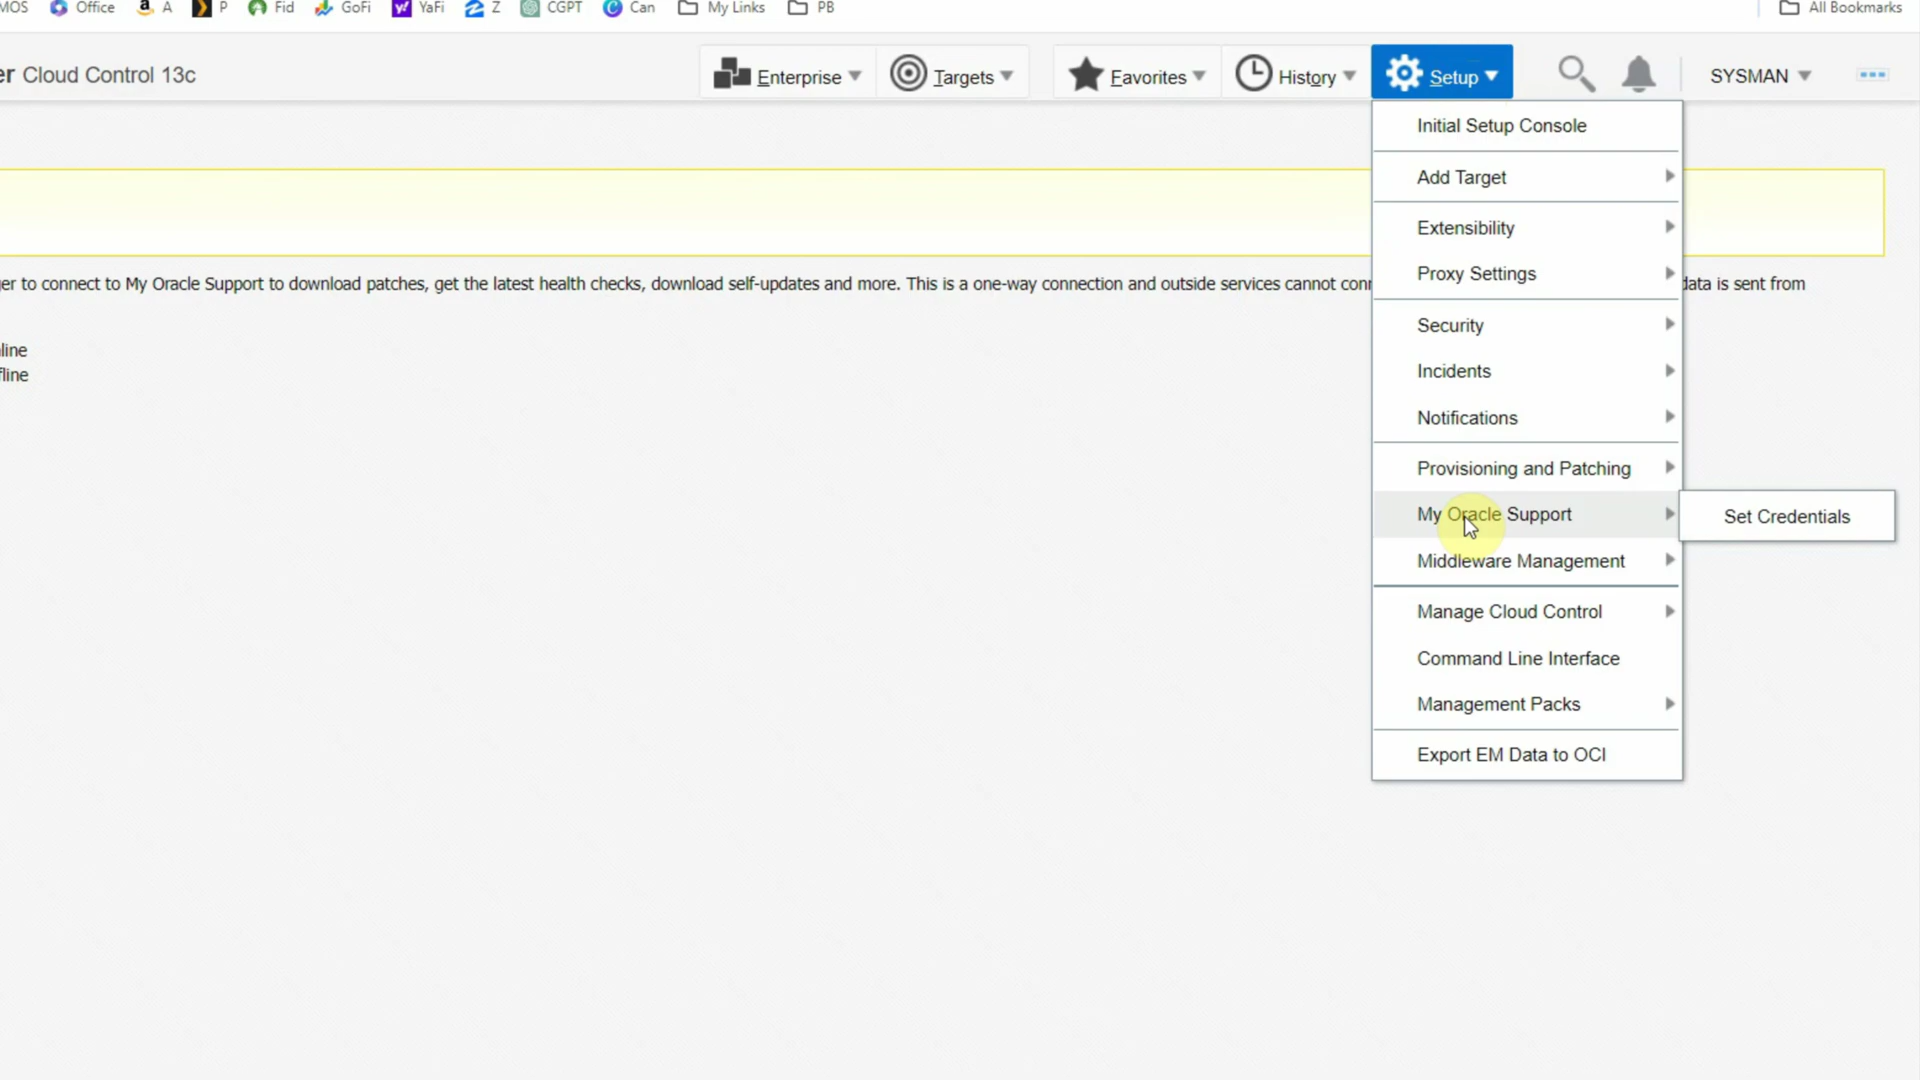 MOS Office A P Fid GoFi YaFi Z CGPT Can My Links PB All Bookmarks
er Cloud Control 13c Enterprise Targets Favorites History Setup SYSMAN
Initial Setup Console
Add Target
Extensibility
Proxy Settings
er to connect to My Oracle Support to download patches, get the latest health checks, download self-updates and more. This is a one-way connection and outside services cannot conn data is sent from
Security
line
Incidents
fline
Notifications
Provisioning and Patching
My Oracle Support Set Credentials
Middleware Management
Manage Cloud Control
Command Line Interface
Management Packs
Export EM Data to OCI